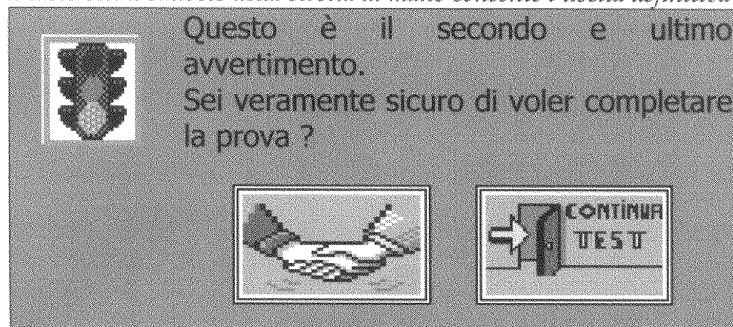 Questo è il secondo e ultimo
avvertimento.
Sei veramente sicuro di voler completare
la prova ?
CONTINUA
TEST